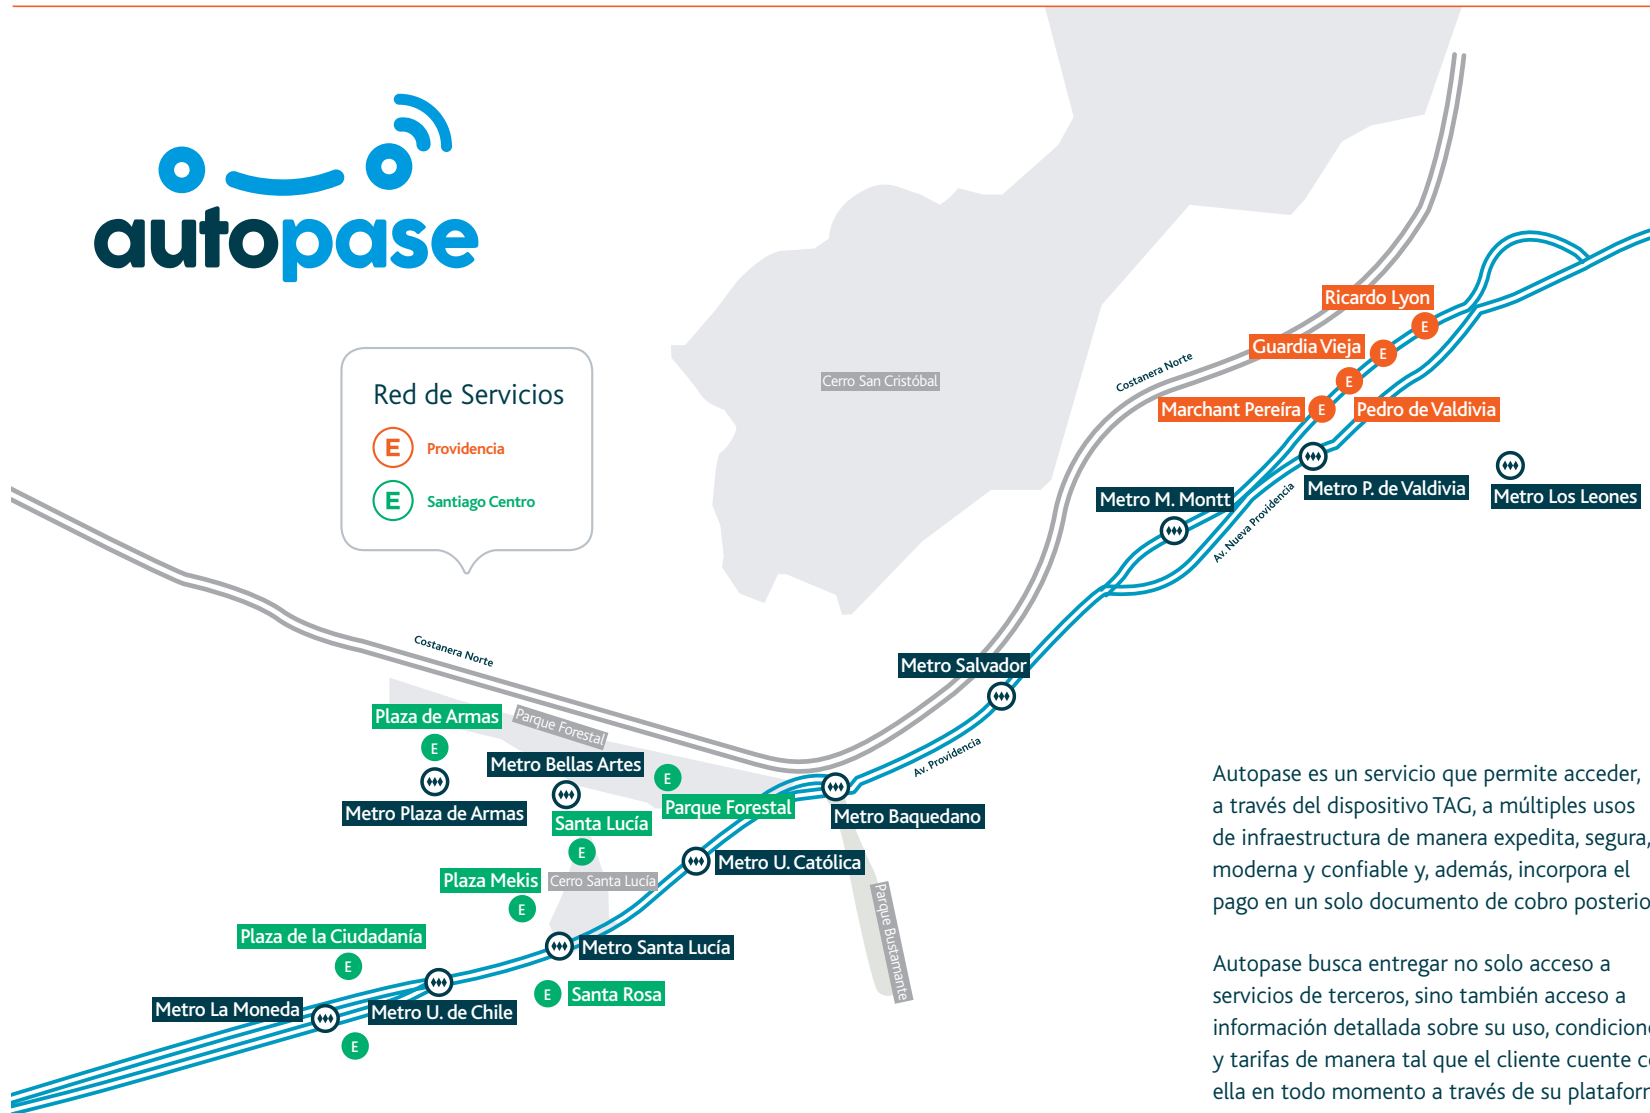 autopase
Red de Servicios
E Providencia
E Santiago Centro
Cerro San Cristóbal
Costanera Norte
Ricardo Lyon
E
Guardia Vieja
E
E
Marchant Pereíra
E
Pedro de Valdivia
Metro P. de Valdivia
Metro Los Leones
Metro M. Montt
Av. Nueva Providencia
Costanera Norte
Metro Salvador
Av. Providencia
Plaza de Armas
E
Metro Plaza de Armas
Parque Forestal
Metro Bellas Artes
E
Parque Forestal
Metro Baquedano
Santa Lucía
E
Metro U. Católica
Plaza Mekis
E
Cerro Santa Lucía
Parque Bustamante
Plaza de la Ciudadanía
E
Metro Santa Lucía
E
Santa Rosa
Metro La Moneda
Metro U. de Chile
E
Autopase es un servicio que permite acceder,
a través del dispositivo TAG, a múltiples usos
de infraestructura de manera expedita, segura,
moderna y confiable y, además, incorpora el
pago en un solo documento de cobro posterio
Autopase busca entregar no solo acceso a
servicios de terceros, sino también acceso a
información detallada sobre su uso, condicion
y tarifas de manera tal que el cliente cuente c
ella en todo momento a través de su platafor